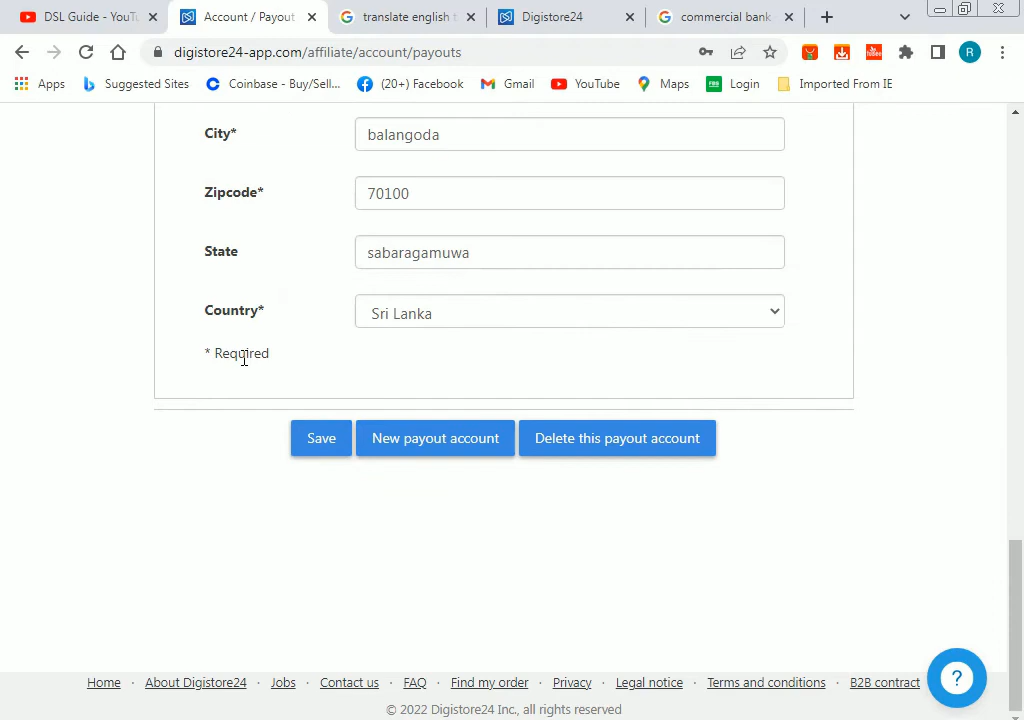 DSL Guide - YouTu
Account / Payout
translate english t
Digistore24
commercial bank
digistore24-app.com/affiliate/account/payouts
R
Apps
Suggested Sites
Coinbase - Buy/Sell...
(20+) Facebook
Gmail
YouTube
Maps
Login
Imported From IE
City*
balangoda
Zipcode*
70100
State
sabaragamuwa
Country*
Sri Lanka
* Required
Save
New payout account
Delete this payout account
Home · About Digistore24 · Jobs · Contact us · FAQ · Find my order · Privacy · Legal notice · Terms and conditions · B2B contract
?
© 2022 Digistore24 Inc., all rights reserved